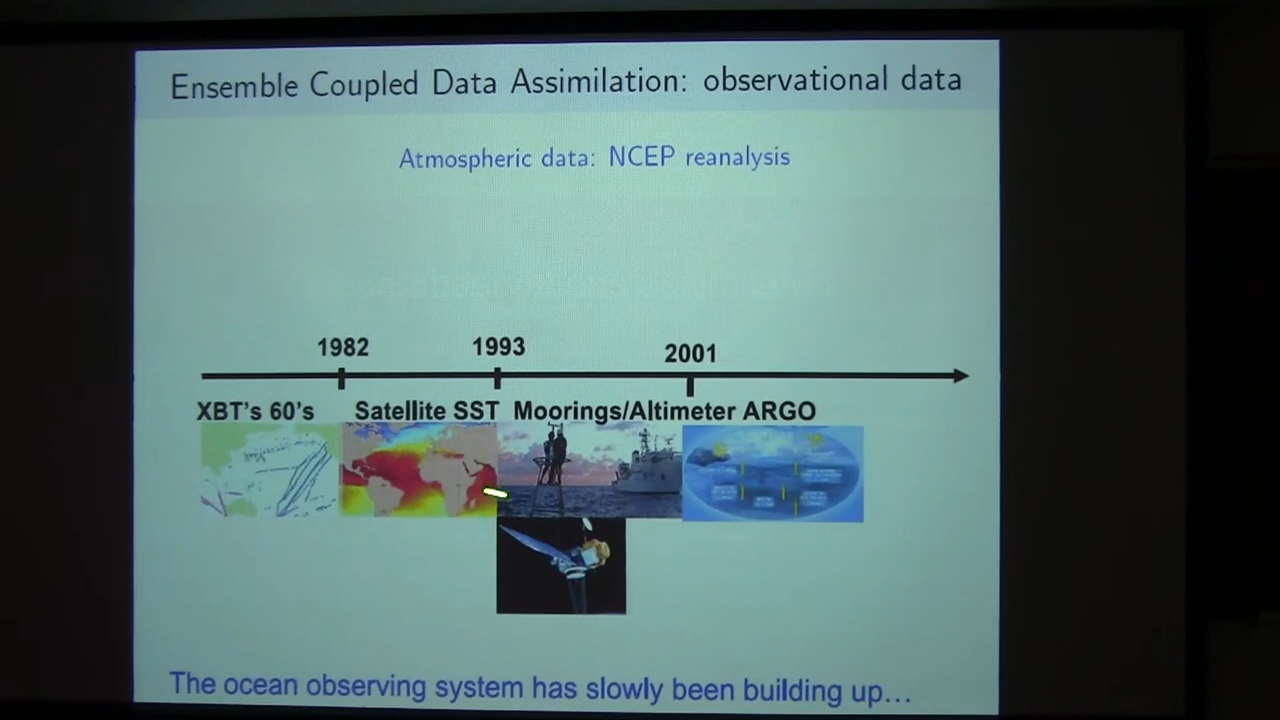 Ensemble Coupled Data Assimilation: observational data
Atmospheric data: NCEP reanalysis
1982 1993 2001
XBT's 60's Satellite SST Moorings/Altimeter ARGO
The ocean observing system has slowly been building up...